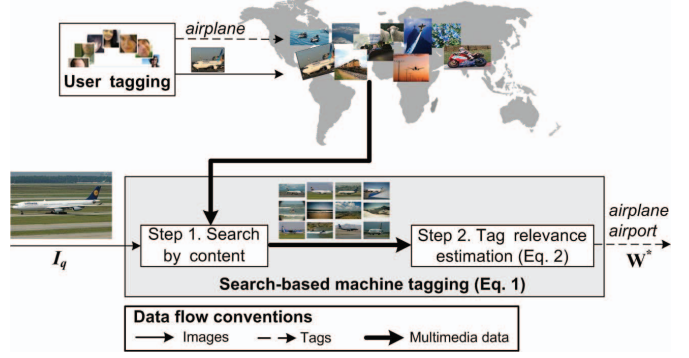 airplane
User tagging
Step 1. Search
by content
Step 2. Tag relevance
estimation (Eq. 2)
airplane
airport
I_q
W*
Search-based machine tagging (Eq. 1)
Data flow conventions
Images
Tags
Multimedia data